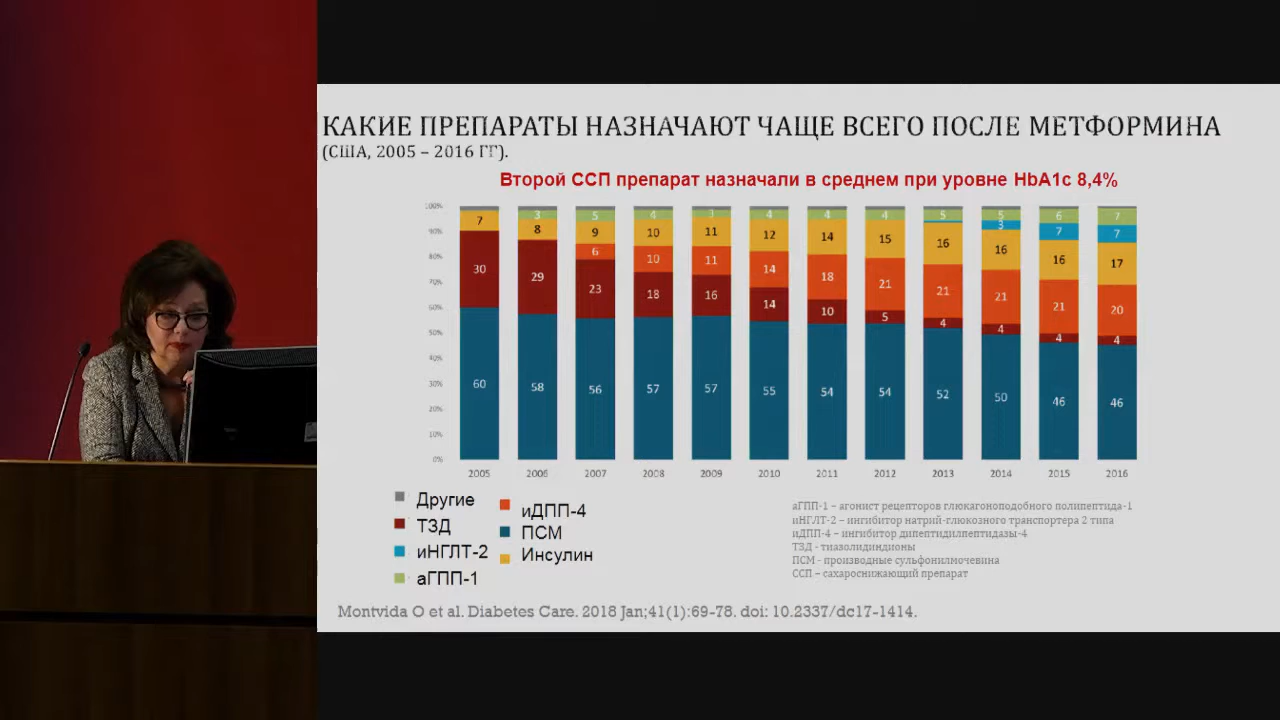 КАКИЕ ПРЕПАРАТЫ НАЗНАЧАЮТ ЧАЩЕ ВСЕГО ПОСЛЕ МЕТФОРМИНА
(США, 2005 – 2016 ГГ).
Второй ССП препарат назначали в среднем при уровне HbA1c 8,4%
100%
90%
80%
70%
60%
50%
40%
30%
20%
10%
0%
7 30 60
3 8 29 58
5 9 6 23 56
4 10 10 18 57
3 11 11 16 57
4 12 14 14 55
4 14 18 10 54
4 15 21 5 54
5 16 21 4 52
5 3 16 21 4 50
6 7 16 21 4 46
7 7 17 20 4 46
2005 2006 2007 2008 2009 2010 2011 2012 2013 2014 2015 2016
Другие
ТЗД
иНГЛТ-2
аГПП-1
иДПП-4
ПСМ
Инсулин
аГПП-1 – агонист рецепторов глюкагоноподобного полипептида-1
иНГЛТ-2 – ингибитор натрий-глюкозного транспортера 2 типа
иДПП-4 – ингибитор дипептидилпептидазы-4
ТЗД - тиазолидиндионы
ПСМ - производные сульфонилмочевина
ССП – сахароснижающий препарат
Montvida O et al. Diabetes Care. 2018 Jan;41(1):69-78. doi: 10.2337/dc17-1414.